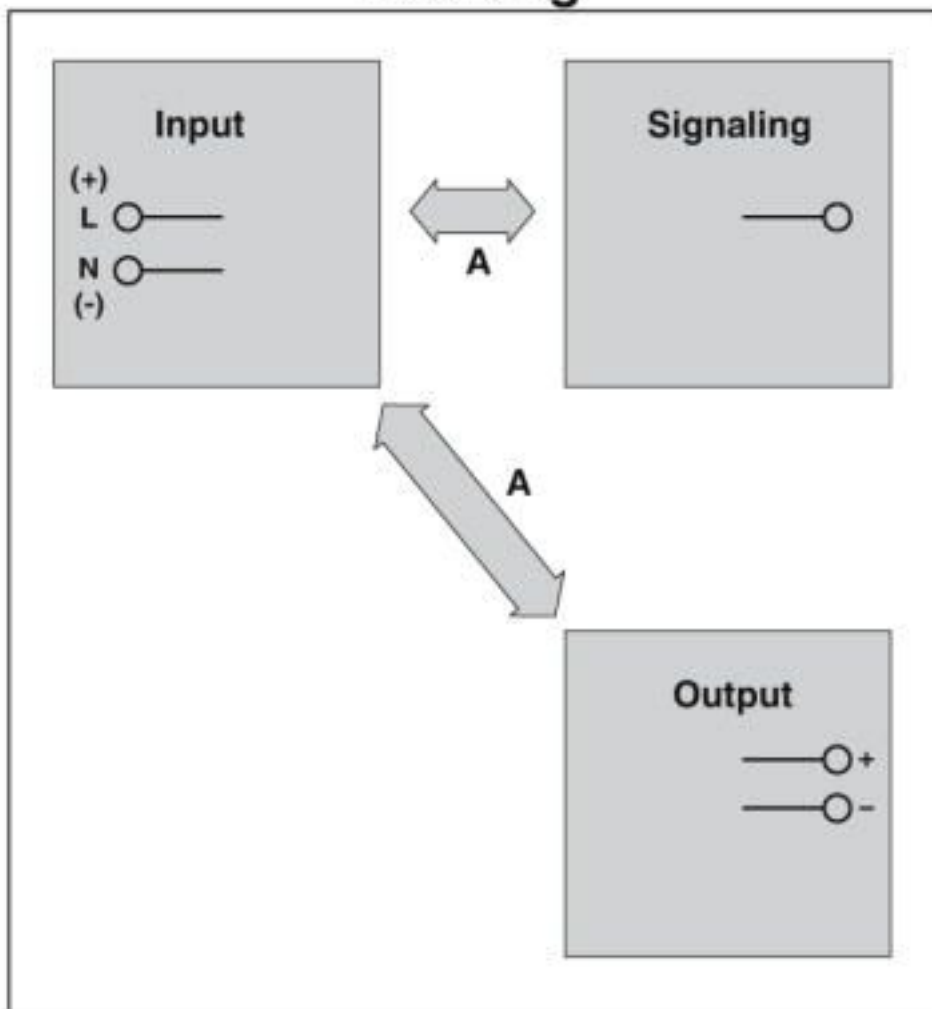 Input
Signaling
(+)
L
N
(-)
A
A
Output
+
–